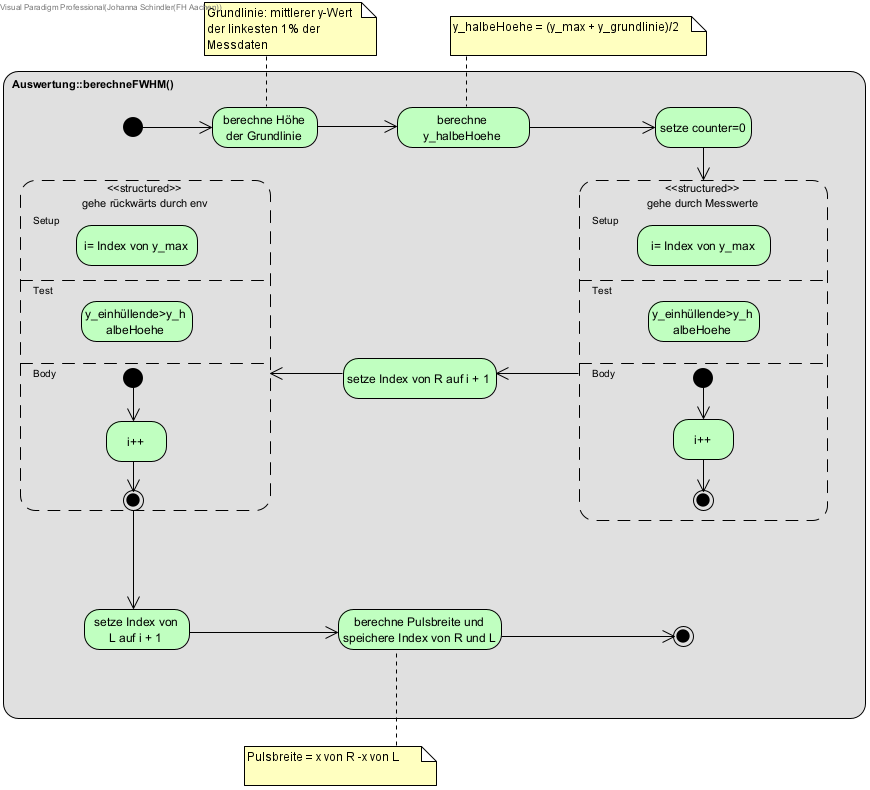 Visual Paradigm Professional(Johanna Schindler(FH Aachen))
Grundlinie: mittlerer y-Wert
der linkesten 1% der
Messdaten
y_halbeHoehe = (y_max + y_grundlinie)/2
Auswertung::berechneFWHM()
berechne Höhe
der Grundlinie
berechne
y_halbeHoehe
setze counter=0
<<structured>>
gehe rückwärts durch env
Setup
i= Index von y_max
Test
y_einhüllende>y_h
albeHoehe
Body
i++
<<structured>>
gehe durch Messwerte
Setup
i= Index von y_max
Test
y_einhüllende>y_h
albeHoehe
Body
i++
setze Index von R auf i + 1
setze Index von
L auf i + 1
berechne Pulsbreite und
speichere Index von R und L
Pulsbreite = x von R -x von L